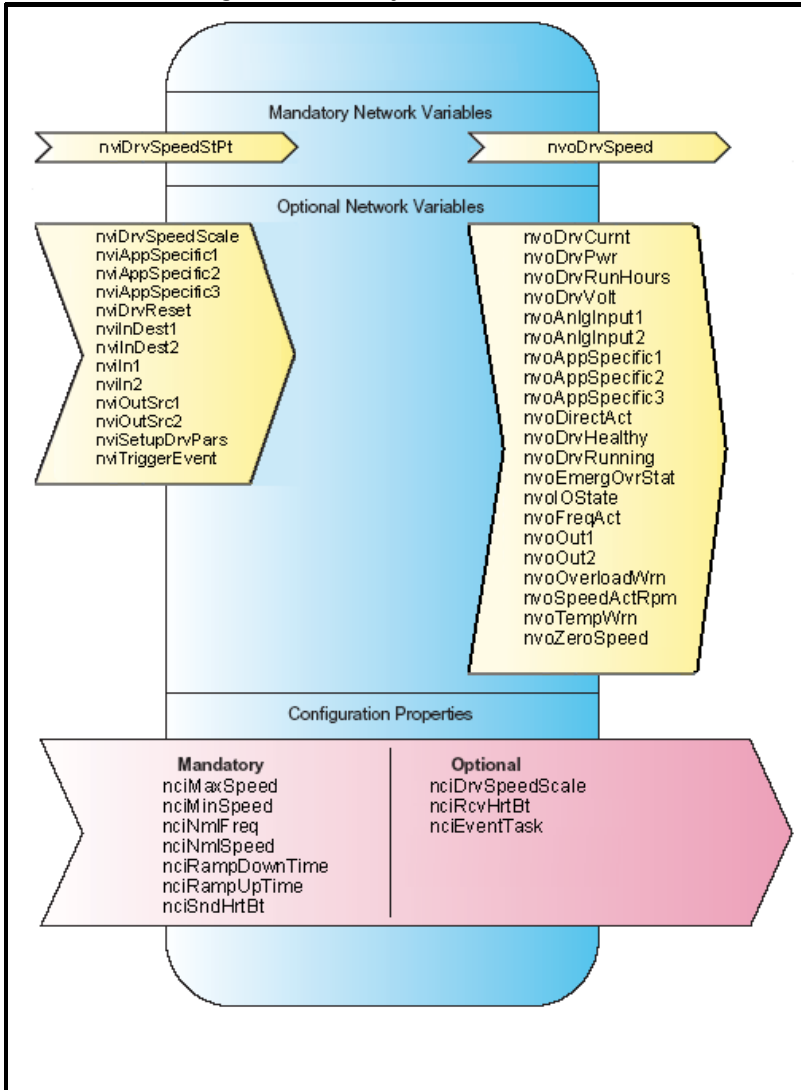 Mandatory Network Variables
nviDrvSpeedStPt
nvoDrvSpeed
Optional Network Variables
nviDrvSpeedScale
nviAppSpecific1
nviAppSpecific2
nviAppSpecific3
nviDrvReset
nviInDest1
nviInDest2
nviIn1
nviIn2
nviOutSrc1
nviOutSrc2
nviSetupDrvPars
nviTriggerEvent
nvoDrvCurnt
nvoDrvPwr
nvoDrvRunHours
nvoDrvVolt
nvoAnlgInput1
nvoAnlgInput2
nvoAppSpecific1
nvoAppSpecific2
nvoAppSpecific3
nvoDirectAct
nvoDrvHealthy
nvoDrvRunning
nvoEmergOvrStat
nvoIOState
nvoFreqAct
nvoOut1
nvoOut2
nvoOverloadWrn
nvoSpeedActRpm
nvoTempWrn
nvoZeroSpeed
Configuration Properties
Mandatory
nciMaxSpeed
nciMinSpeed
nciNmlFreq
nciNmlSpeed
nciRampDownTime
nciRampUpTime
nciSndHrtBt
Optional
nciDrvSpeedScale
nciRcvHrtBt
nciEventTask